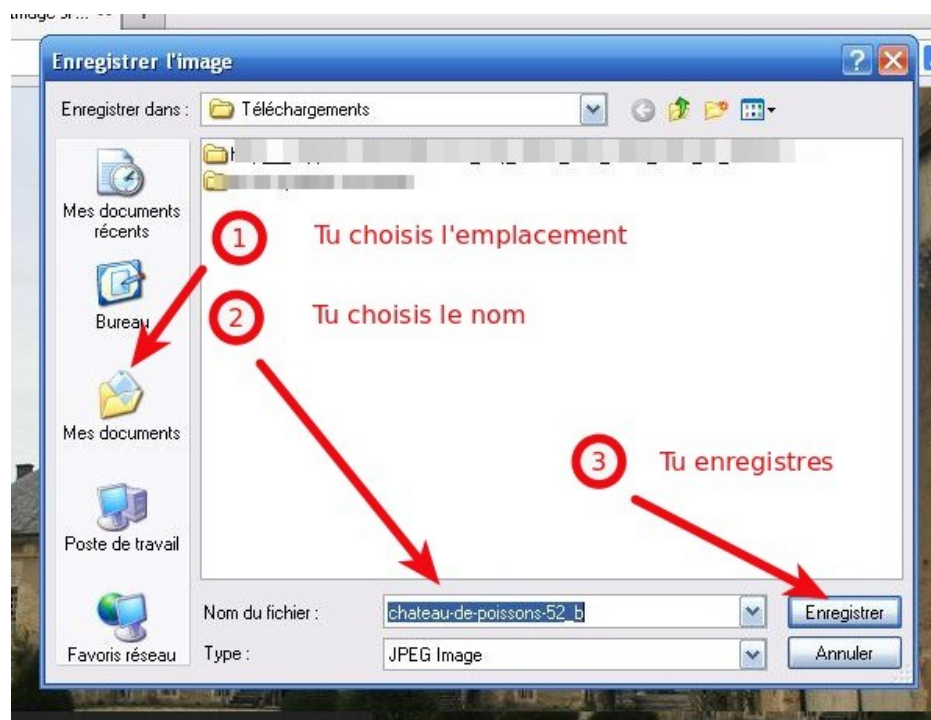 Enregistrer l'image
Enregistrer dans :
Téléchargements
Mes documents
récents
1 Tu choisis l'emplacement
Bureau
2 Tu choisis le nom
Mes documents
3 Tu enregistres
Poste de travail
Nom du fichier : chateau-de-poissons-52_b Enregistrer
Favoris réseau Type : JPEG Image Annuler